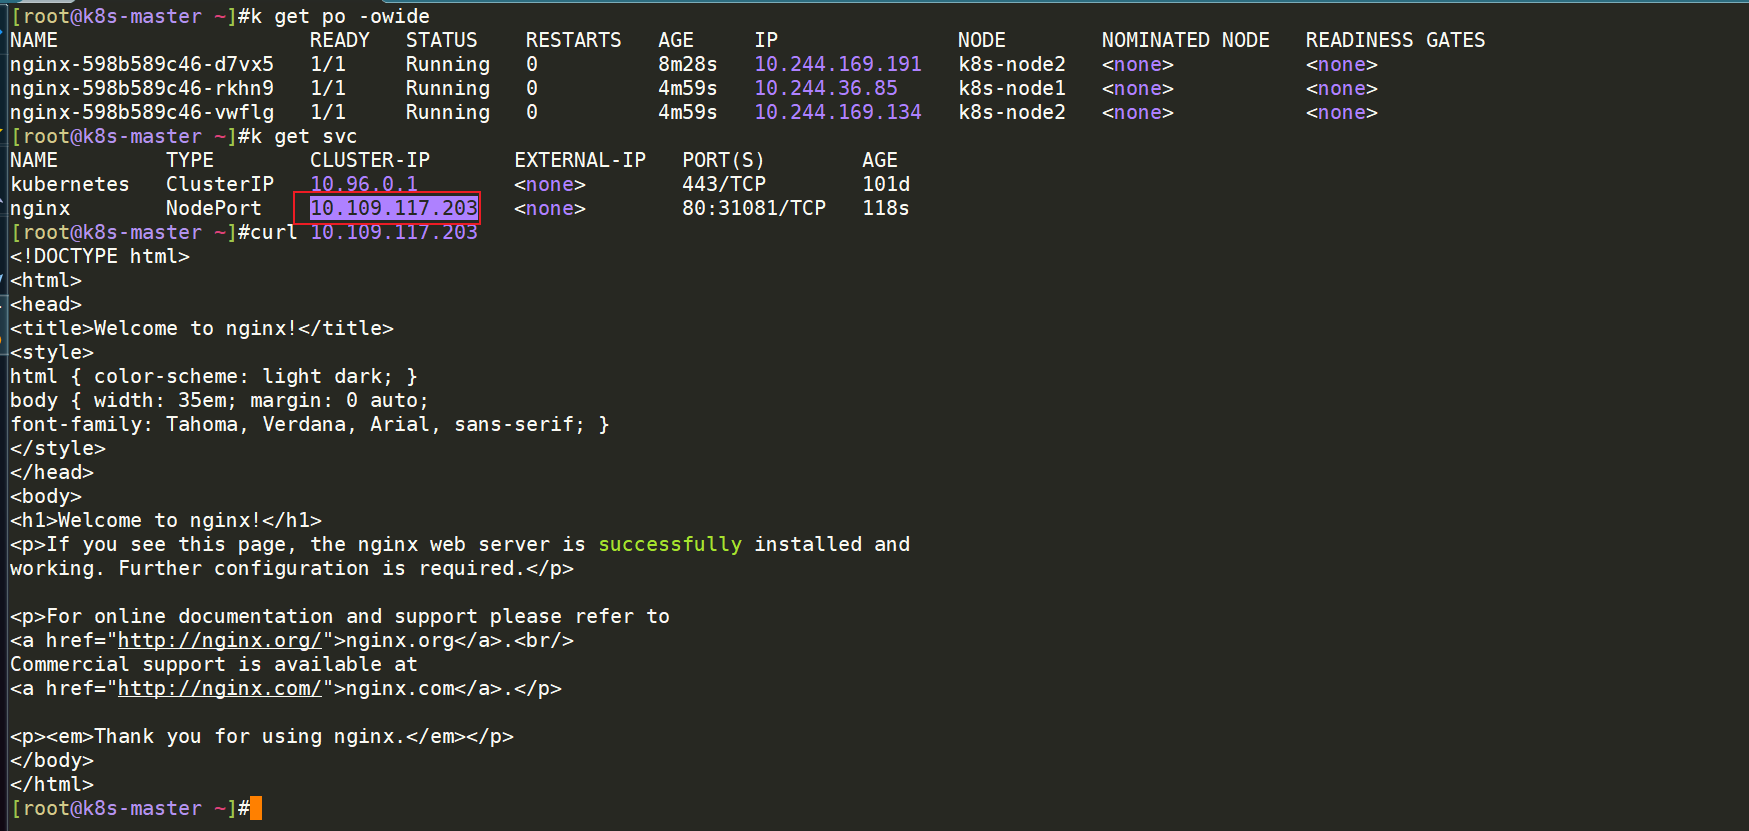 [root@k8s-master ~]#k get po -owide
NAME                     READY   STATUS    RESTARTS   AGE     IP               NODE        NOMINATED NODE   READINESS GATES
nginx-598b589c46-d7vx5   1/1     Running   0          8m28s   10.244.169.191   k8s-node2   <none>           <none>
nginx-598b589c46-rkhn9   1/1     Running   0          4m59s   10.244.36.85     k8s-node1   <none>           <none>
nginx-598b589c46-vwflg   1/1     Running   0          4m59s   10.244.169.134   k8s-node2   <none>           <none>
[root@k8s-master ~]#k get svc
NAME         TYPE        CLUSTER-IP       EXTERNAL-IP   PORT(S)        AGE
kubernetes   ClusterIP   10.96.0.1        <none>        443/TCP        101d
nginx        NodePort    10.109.117.203   <none>        80:31081/TCP   118s
[root@k8s-master ~]#curl 10.109.117.203
<!DOCTYPE html>
<html>
<head>
<title>Welcome to nginx!</title>
<style>
html { color-scheme: light dark; }
body { width: 35em; margin: 0 auto;
font-family: Tahoma, Verdana, Arial, sans-serif; }
</style>
</head>
<body>
<h1>Welcome to nginx!</h1>
<p>If you see this page, the nginx web server is successfully installed and
working. Further configuration is required.</p>

<p>For online documentation and support please refer to
<a href="http://nginx.org/">nginx.org</a>.<br/>
Commercial support is available at
<a href="http://nginx.com/">nginx.com</a>.</p>

<p><em>Thank you for using nginx.</em></p>
</body>
</html>
[root@k8s-master ~]#